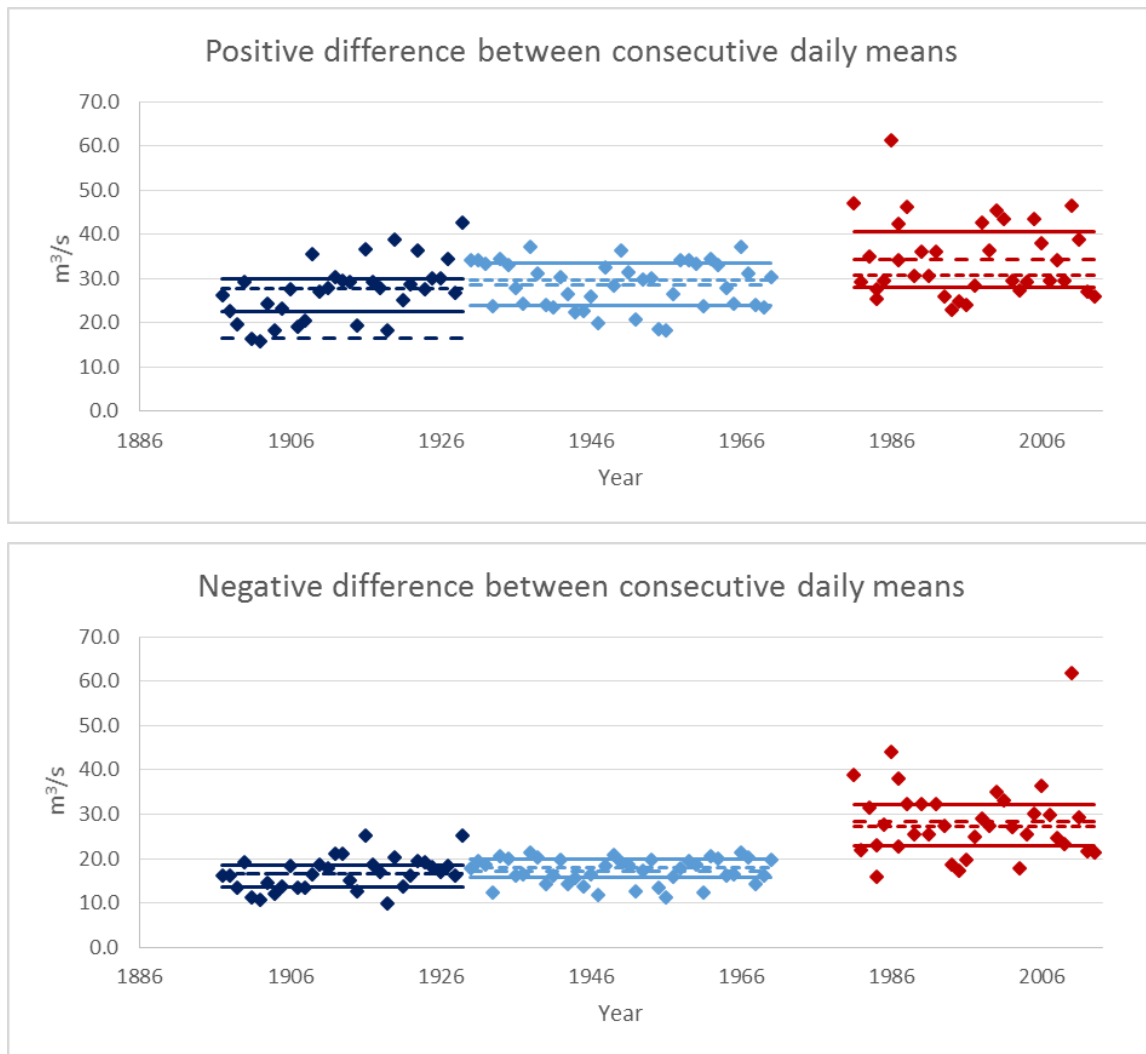 Positive difference between consecutive daily means
70.0
60.0
50.0
40.0
30.0
20.0
10.0
0.0
m³/s
1886 1906 1926 1946 1966 1986 2006
Year
Negative difference between consecutive daily means
70.0
60.0
50.0
40.0
30.0
20.0
10.0
0.0
m³/s
1886 1906 1926 1946 1966 1986 2006
Year